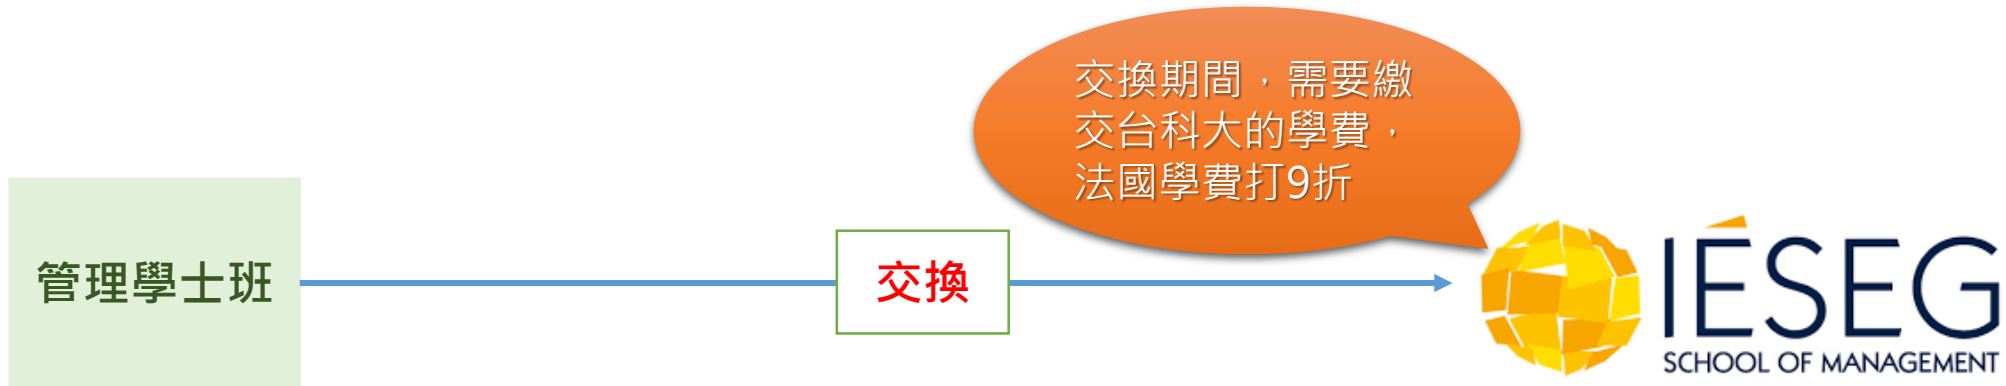 交換期間，需要繳
交台科大的學費，
法國學費打9折
管理學士班
交換
IÉSEG
SCHOOL OF MANAGEMENT